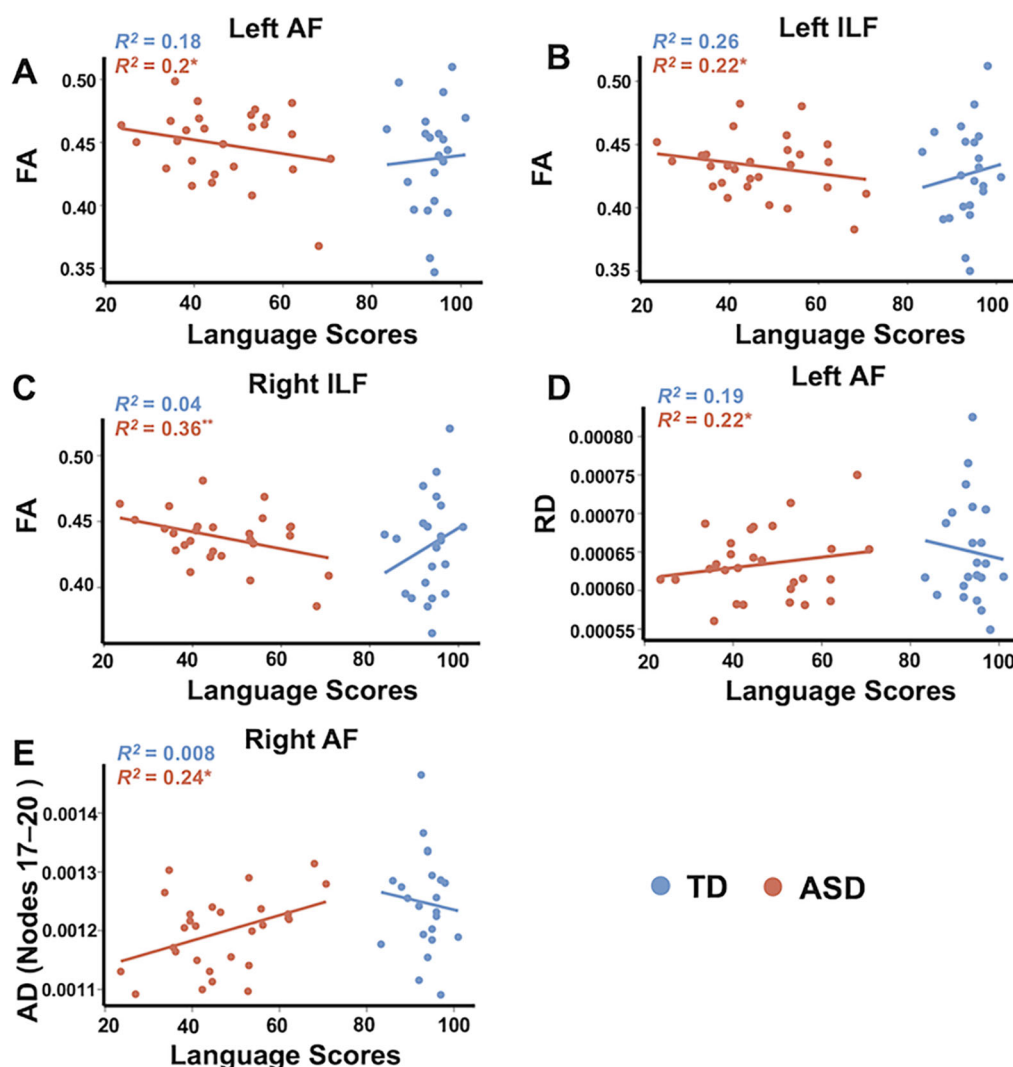 A
Left AF
R² = 0.18
R² = 0.2*
FA
0.50
0.45
0.40
0.35
20 40 60 80 100
Language Scores
B
Left ILF
R² = 0.26
R² = 0.22*
FA
0.50
0.45
0.40
0.35
20 40 60 80 100
Language Scores
C
Right ILF
R² = 0.04
R² = 0.36**
FA
0.50
0.45
0.40
20 40 60 80 100
Language Scores
D
Left AF
R² = 0.19
R² = 0.22*
RD
0.00080
0.00075
0.00070
0.00065
0.00060
0.00055
20 40 60 80 100
Language Scores
E
Right AF
R² = 0.008
R² = 0.24*
AD (Nodes 17–20 )
0.0014
0.0013
0.0012
0.0011
20 40 60 80 100
Language Scores
TD ASD